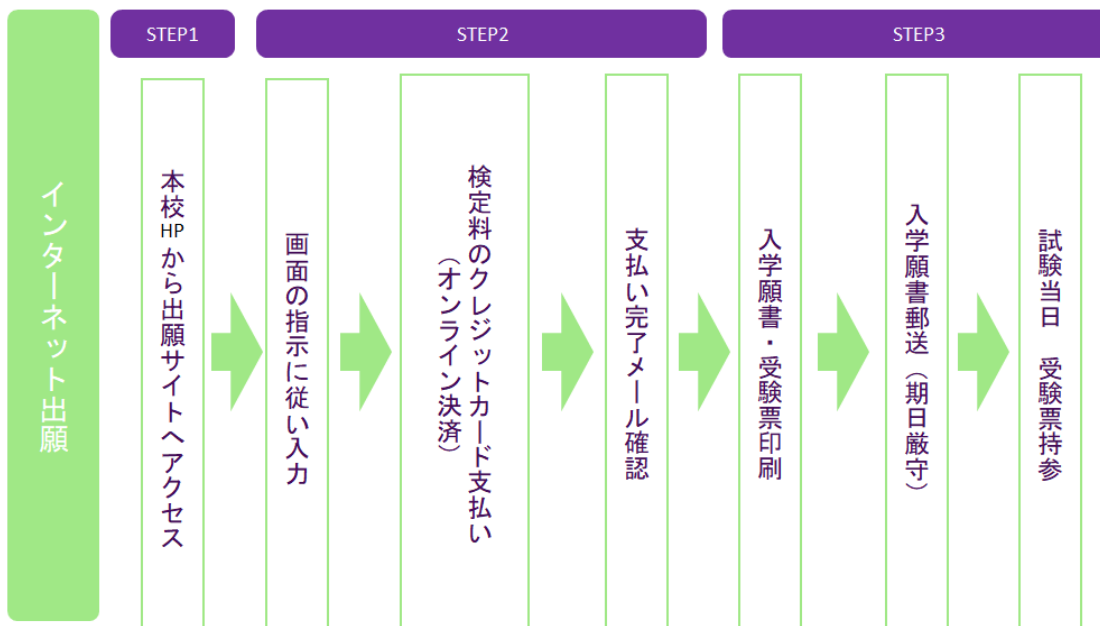 インターネット出願
STEP1
本校HPから出願サイトへアクセス
STEP2
画面の指示に従い入力
検定料のクレジットカード支払い
（オンライン決済）
支払い完了メール確認
STEP3
入学願書・受験票印刷
入学願書郵送（期日厳守）
試験当日　受験票持参